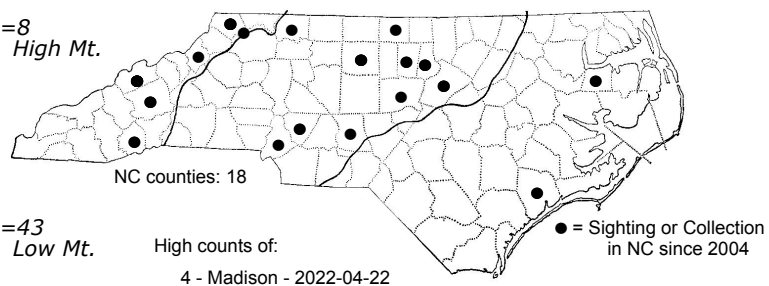 =8
High Mt.
NC counties: 18
=43
Low Mt.
High counts of:
4 - Madison - 2022-04-22
● = Sighting or Collection
in NC since 2004